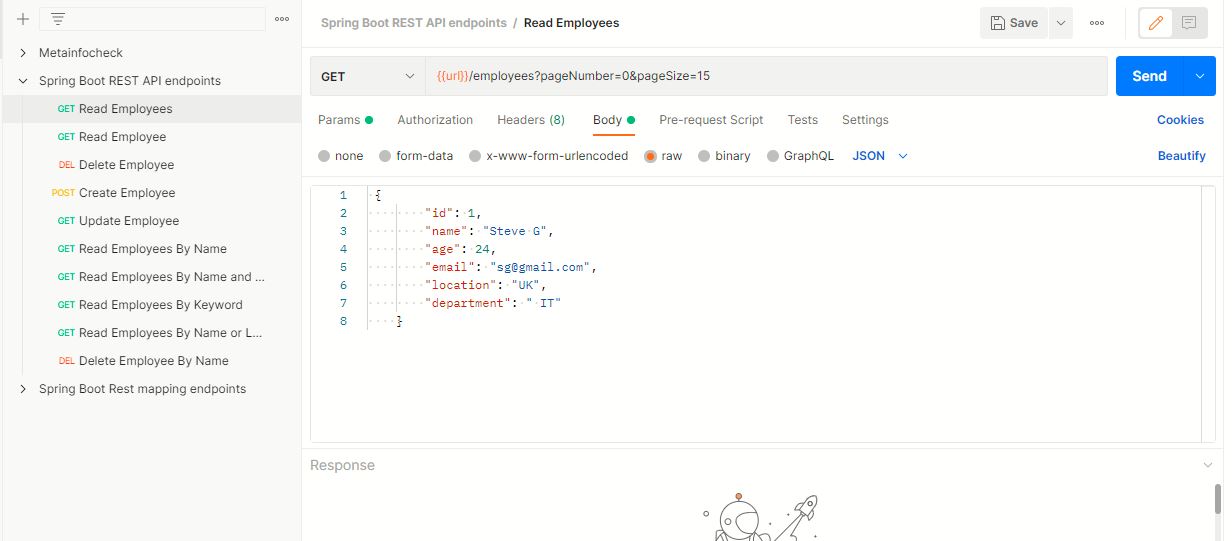 Spring Boot REST API endpoints / Read Employees
Save
Metainfocheck
Spring Boot REST API endpoints
GET Read Employees
GET Read Employee
DEL Delete Employee
POST Create Employee
GET Update Employee
GET Read Employees By Name
GET Read Employees By Name and ...
GET Read Employees By Keyword
GET Read Employees By Name or L...
DEL Delete Employee By Name
Spring Boot Rest mapping endpoints
GET {{url}}/employees?pageNumber=0&pageSize=15 Send
Params Authorization Headers (8) Body Pre-request Script Tests Settings Cookies
none form-data x-www-form-urlencoded raw binary GraphQL JSON Beautify
1 {
2 "id": 1,
3 "name": "Steve G",
4 "age": 24,
5 "email": "sg@gmail.com",
6 "location": "UK",
7 "department": " IT"
8 }
Response